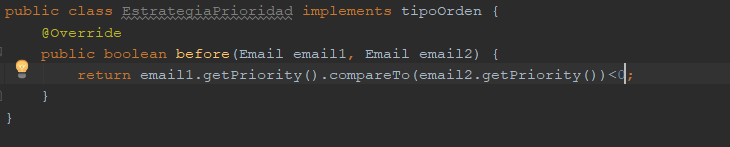 public class EstrategiaPrioridad implements tipoOrden {
    @Override
    public boolean before(Email email1, Email email2) {
        return email1.getPriority().compareTo(email2.getPriority())<0;
    }
}